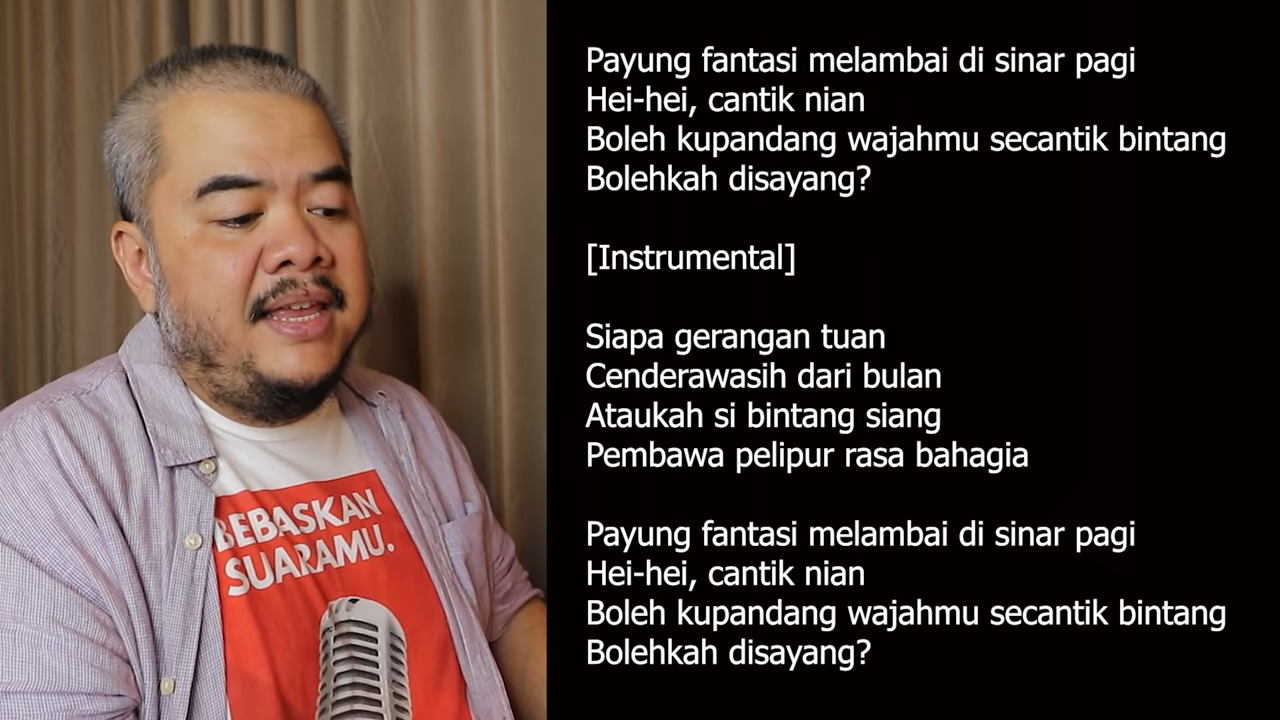 BEBASKAN
SUARAMU.
Payung fantasi melambai di sinar pagi
Hei-hei, cantik nian
Boleh kupandang wajahmu secantik bintang
Bolehkah disayang?
[Instrumental]
Siapa gerangan tuan
Cenderawasih dari bulan
Ataukah si bintang siang
Pembawa pelipur rasa bahagia
Payung fantasi melambai di sinar pagi
Hei-hei, cantik nian
Boleh kupandang wajahmu secantik bintang
Bolehkah disayang?